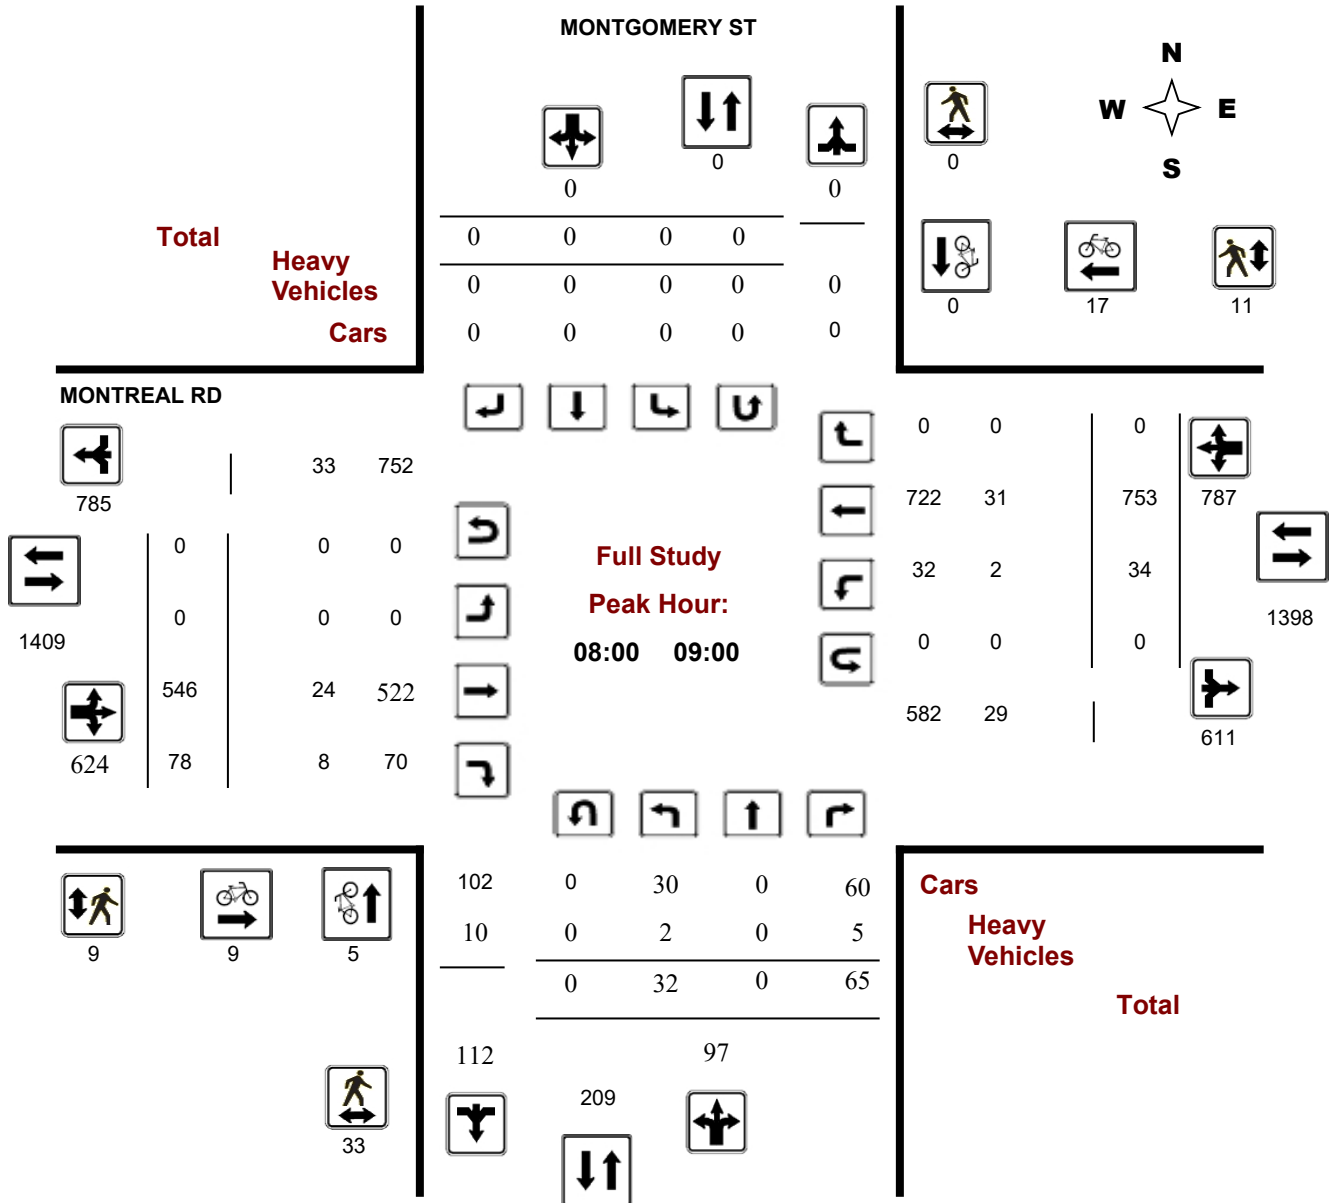 MONTGOMERY ST
N
W E
S
0
0
0 0
0
Total
0 0 0 0
Heavy
Vehicles
0 0 0 0 0
Cars
0 0 0 0 0
0 17 11
MONTREAL RD
33 752
785
0 0 0
722 31 753 787
0 0 0
Full Study
32 2 34
Peak Hour:
0 0 0
1409
1398
08:00 09:00
0 0 0
546 24 522
582 29
611
624 78 8 70
102 0 30 0 60
Cars
10 0 2 0 5
Heavy
Vehicles
9 9 5
0 32 0 65
Total
112 97
209
33